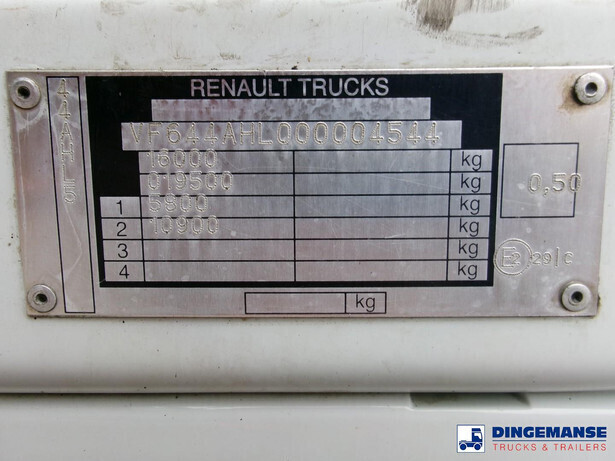 44AHLE5
RENAULT TRUCKS
VF644AHL000004544
16000 kg
019500 kg
1 5800 kg
2 10900 kg
3 kg
4 kg
kg
0,50
E2 29/C
DINGEMANSE
TRUCKS & TRAILERS